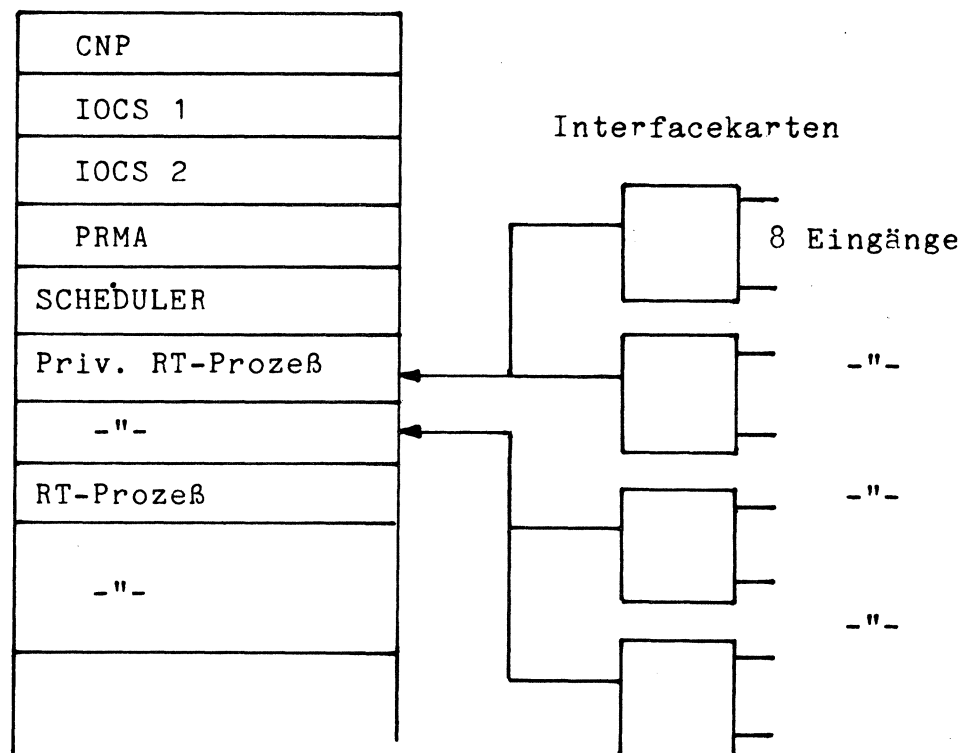 CNP
IOCS 1
IOCS 2
PRMA
SCHEDULER
Priv. RT-Prozeß
-"-
RT-Prozeß
-"-
Interfacekarten
8 Eingänge
-"-
-"-
-"-